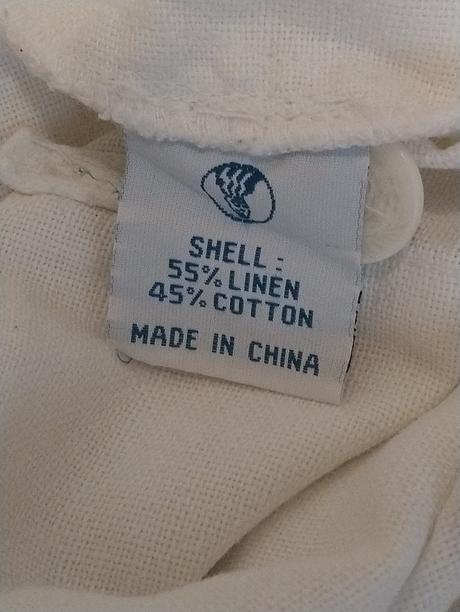 SHELL:
55% LINEN
45% COTTON
MADE IN CHINA